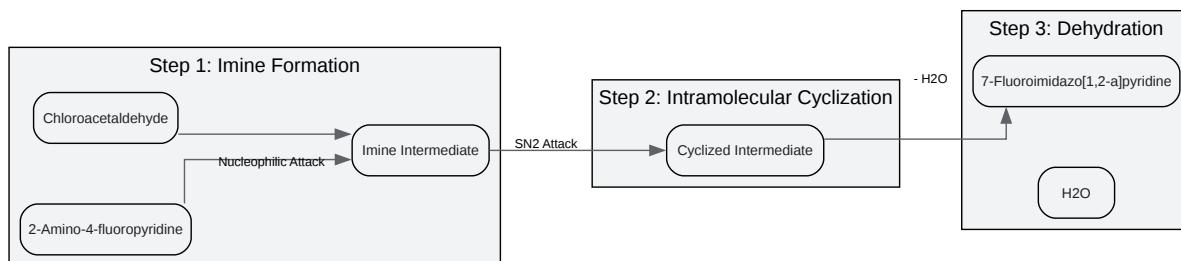 Step 1: Imine Formation
Chloroacetaldehyde
Nucleophilic Attack
2-Amino-4-fluoropyridine
Imine Intermediate
SN2 Attack
Step 2: Intramolecular Cyclization
Cyclized Intermediate
- H2O
Step 3: Dehydration
7-Fluoroimidazo[1,2-a]pyridine
H2O